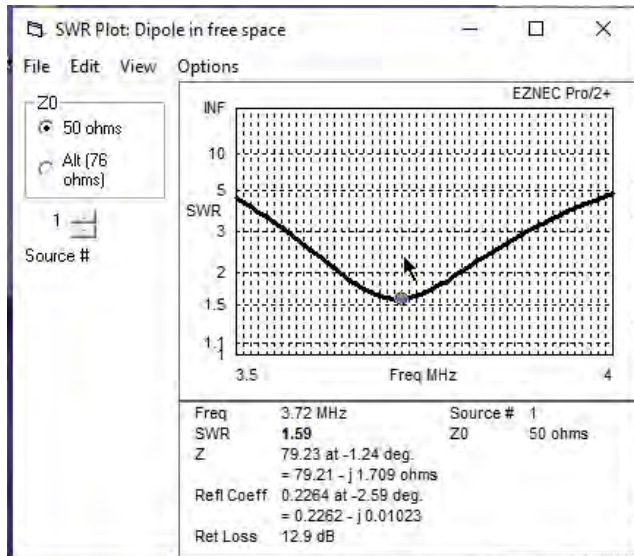 SWR Plot: Dipole in free space
File Edit View Options
Z0
50 ohms
Alt (76
ohms)
1
Source #
EZNEC Pro/2+
INF
10
5
SWR
3
2
1.5
1.1
1
3.5 Freq MHz 4
Freq 3.72 MHz Source # 1
SWR 1.59 Z0 50 ohms
Z 79.23 at -1.24 deg.
= 79.21 - j 1.709 ohms
Refl Coeff 0.2264 at -2.59 deg.
= 0.2262 - j 0.01023
Ret Loss 12.9 dB